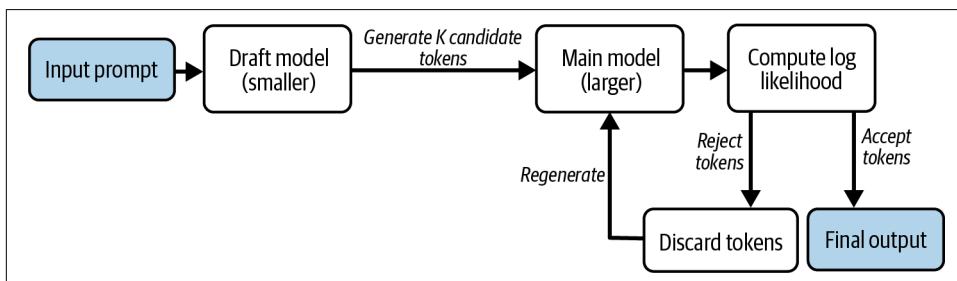 Input prompt
Draft model
(smaller)
Generate K candidate
tokens
Main model
(larger)
Compute log
likelihood
Reject
tokens
Accept
tokens
Regenerate
Discard tokens
Final output